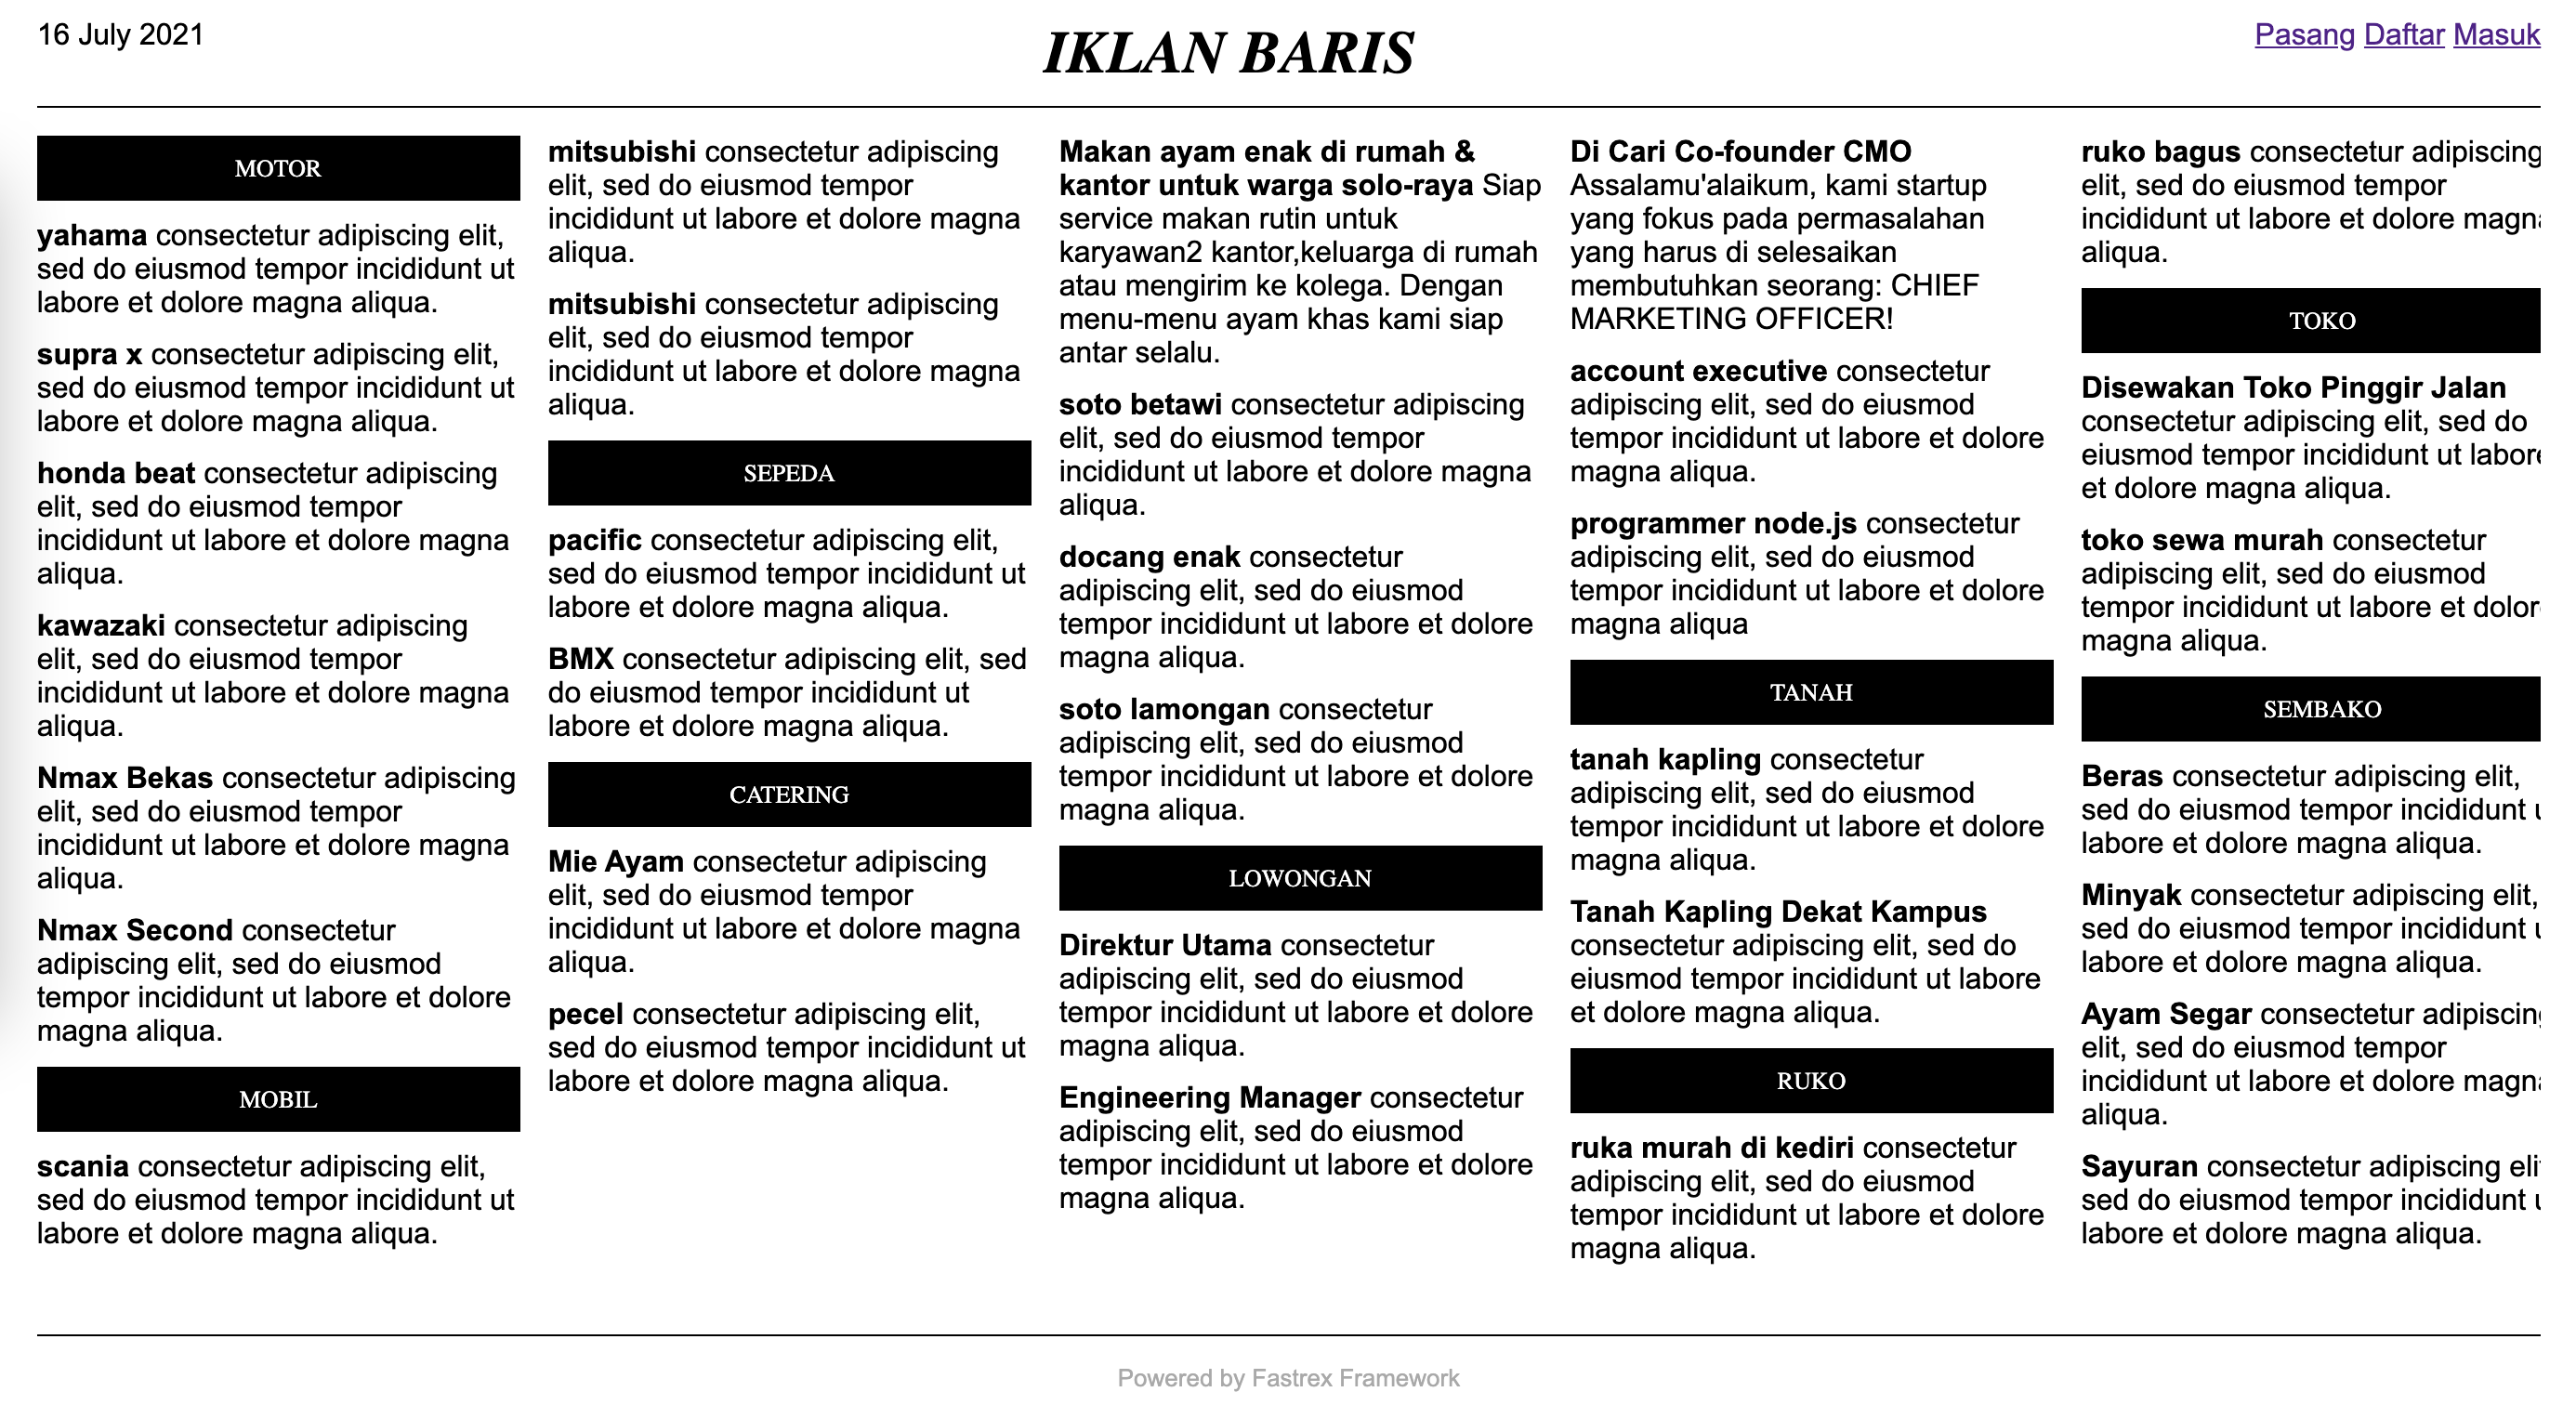 16 July 2021
IKLAN BARIS
Pasang Daftar Masuk
MOTOR
yahama consectetur adipiscing elit,
sed do eiusmod tempor incididunt ut
labore et dolore magna aliqua.
supra x consectetur adipiscing elit,
sed do eiusmod tempor incididunt ut
labore et dolore magna aliqua.
honda beat consectetur adipiscing
elit, sed do eiusmod tempor
incididunt ut labore et dolore magna
aliqua.
kawazaki consectetur adipiscing
elit, sed do eiusmod tempor
incididunt ut labore et dolore magna
aliqua.
Nmax Bekas consectetur adipiscing
elit, sed do eiusmod tempor
incididunt ut labore et dolore magna
aliqua.
Nmax Second consectetur
adipiscing elit, sed do eiusmod
tempor incididunt ut labore et dolore
magna aliqua.
MOBIL
scania consectetur adipiscing elit,
sed do eiusmod tempor incididunt ut
labore et dolore magna aliqua.
mitsubishi consectetur adipiscing
elit, sed do eiusmod tempor
incididunt ut labore et dolore magna
aliqua.
mitsubishi consectetur adipiscing
elit, sed do eiusmod tempor
incididunt ut labore et dolore magna
aliqua.
SEPEDA
pacific consectetur adipiscing elit,
sed do eiusmod tempor incididunt ut
labore et dolore magna aliqua.
BMX consectetur adipiscing elit, sed
do eiusmod tempor incididunt ut
labore et dolore magna aliqua.
CATERING
Mie Ayam consectetur adipiscing
elit, sed do eiusmod tempor
incididunt ut labore et dolore magna
aliqua.
pecel consectetur adipiscing elit,
sed do eiusmod tempor incididunt ut
labore et dolore magna aliqua.
Makan ayam enak di rumah &
kantor untuk warga solo-raya Siap
service makan rutin untuk
karyawan2 kantor,keluarga di rumah
atau mengirim ke kolega. Dengan
menu-menu ayam khas kami siap
antar selalu.
soto betawi consectetur adipiscing
elit, sed do eiusmod tempor
incididunt ut labore et dolore magna
aliqua.
docang enak consectetur
adipiscing elit, sed do eiusmod
tempor incididunt ut labore et dolore
magna aliqua.
soto lamongan consectetur
adipiscing elit, sed do eiusmod
tempor incididunt ut labore et dolore
magna aliqua.
LOWONGAN
Direktur Utama consectetur
adipiscing elit, sed do eiusmod
tempor incididunt ut labore et dolore
magna aliqua.
Engineering Manager consectetur
adipiscing elit, sed do eiusmod
tempor incididunt ut labore et dolore
magna aliqua.
Di Cari Co-founder CMO
Assalamu'alaikum, kami startup
yang fokus pada permasalahan
yang harus di selesaikan
membutuhkan seorang: CHIEF
MARKETING OFFICER!
account executive consectetur
adipiscing elit, sed do eiusmod
tempor incididunt ut labore et dolore
magna aliqua.
programmer node.js consectetur
adipiscing elit, sed do eiusmod
tempor incididunt ut labore et dolore
magna aliqua
TANAH
tanah kapling consectetur
adipiscing elit, sed do eiusmod
tempor incididunt ut labore et dolore
magna aliqua.
Tanah Kapling Dekat Kampus
consectetur adipiscing elit, sed do
eiusmod tempor incididunt ut labore
et dolore magna aliqua.
RUKO
ruka murah di kediri consectetur
adipiscing elit, sed do eiusmod
tempor incididunt ut labore et dolore
magna aliqua.
ruko bagus consectetur adipiscing
elit, sed do eiusmod tempor
incididunt ut labore et dolore magna
aliqua.
TOKO
Disewakan Toko Pinggir Jalan
consectetur adipiscing elit, sed do
eiusmod tempor incididunt ut labore
et dolore magna aliqua.
toko sewa murah consectetur
adipiscing elit, sed do eiusmod
tempor incididunt ut labore et dolor
magna aliqua.
SEMBAKO
Beras consectetur adipiscing elit,
sed do eiusmod tempor incididunt
labore et dolore magna aliqua.
Minyak consectetur adipiscing elit,
sed do eiusmod tempor incididunt
labore et dolore magna aliqua.
Ayam Segar consectetur adipiscing
elit, sed do eiusmod tempor
incididunt ut labore et dolore magna
aliqua.
Sayuran consectetur adipiscing elit
sed do eiusmod tempor incididunt
labore et dolore magna aliqua.
Powered by Fastrex Framework